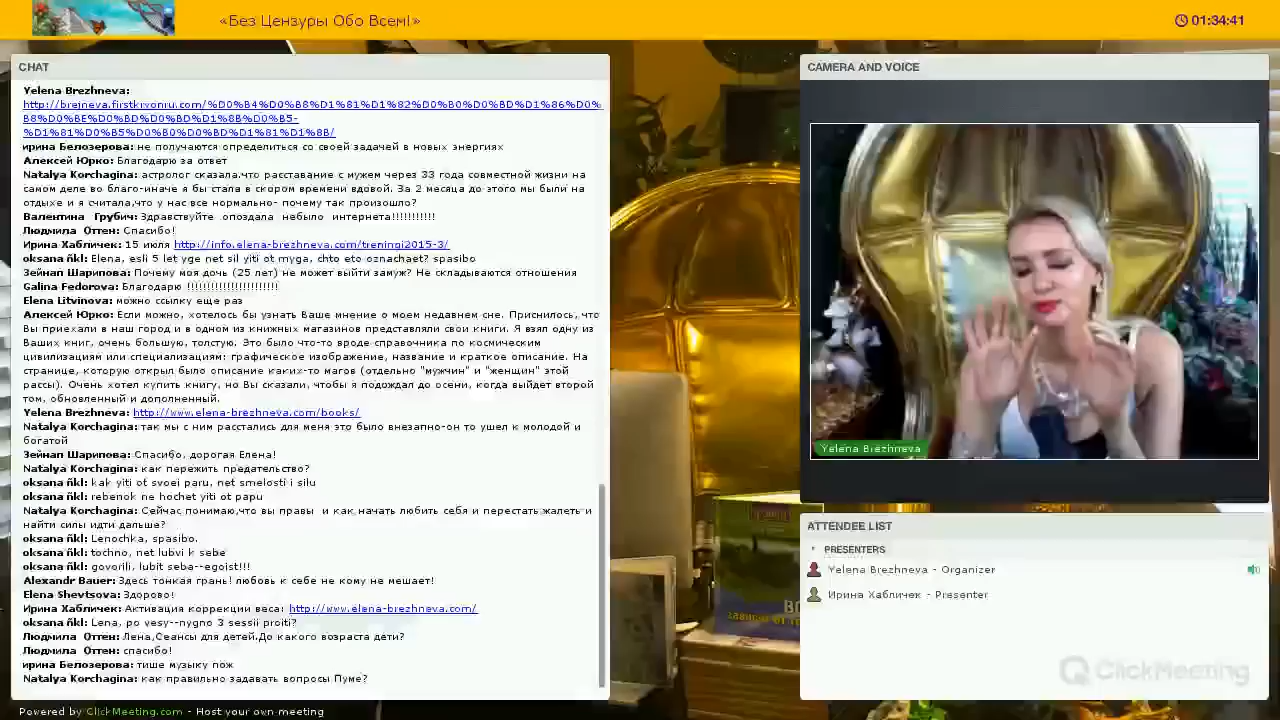 «Без Цензуры Обо Всем!»
01:34:41
CHAT
Yelena Brezhneva:
http://brejneva.firstkivoniu.com/%D0%B4%D0%B8%D1%81%D1%82%D0%B0%D0%BD%D1%86%D0%
B8%D0%BE%D0%BD%D0%BD%D1%8B%D0%B5-
%D1%81%D0%B5%D0%B0%D0%BD%D1%81%D1%8B/
ирина Белозерова: не получаются определиться со своей задачей в новых энергиях
Алексей Юрко: Благодарю за ответ
Natalya Korchagina: астролог сказала.что расставание с мужем через 33 года совместной жизни на
самом деле во благо-иначе я бы стала в скором времени вдовой. За 2 месяца до этого мы были на
отдыхе и я считала,что у нас все нормально- почему так произошло?
Валентина Грубич: Здравствуйте опоздала небыло интернета!!!!!!!!!!!
Людмила Оттен: Спасибо!
Ирина Хабличек: 15 июля http://info.elena-brezhneva.com/treningi2015-3/
oksana ñkl: Elena, esli 5 let yge net sil yiti ot myga, chto eto oznachaet? spasibo
Зейнап Шарипова: Почему моя дочь (25 лет) не может выйти замуж? Не складываются отношения
Galina Fedorova: Благодарю !!!!!!!!!!!!!!!!!!!!!!!
Elena Litvinova: можно ссылку еще раз
Алексей Юрко: Если можно, хотелось бы узнать Ваше мнение о моем недавнем сне. Приснилось, что
Вы приехали в наш город и в одном из книжных магазинов представляли свои книги. Я взял одну из
Ваших книг, очень большую, толстую. Это было что-то вроде справочника по космическим
цивилизациям или специализациям: графическое изображение, название и краткое описание. На
странице, которую открыл было описание каких-то магов (отдельно "мужчин" и "женщин" этой
рассы). Очень хотел купить книгу, но Вы сказали, чтобы я подождал до осени, когда выйдет второй
том, обновленный и дополненный.
Yelena Brezhneva: http://www.elena-brezhneva.com/books/
Natalya Korchagina: так мы с ним расстались для меня это было внезапно-он то ушел к молодой и
богатой
Зейнап Шарипова: Спасибо, дорогая Елена!
Natalya Korchagina: как пережить предательство?
oksana ñkl: kak yiti ot svoei paru, net smelosti i silu
oksana ñkl: rebenok ne hochet yiti ot papu
Natalya Korchagina: Сейчас понимаю,что вы правы и как начать любить себя и перестать жалеть и
найти силы идти дальше?
oksana ñkl: Lenochka, spasibo.
oksana ñkl: tochno, net lubvi k sebe
oksana ñkl: govorili, lubit seba--egoist!!!
Alexandr Bauer: Здесь тонкая грань! любовь к себе не кому не мешает!
Elena Shevtsova: Здорово!
Ирина Хабличек: Активация коррекции веса: http://www.elena-brezhneva.com/
oksana ñkl: Lena, po vesy--nygno 3 sessii proiti?
Людмила Оттен: Лена,Сеансы для детей.До какого возраста дети?
Людмила Оттен: спасибо!
ирина Белозерова: тише музыку пож
Natalya Korchagina: как правильно задавать вопросы Пуме?
CAMERA AND VOICE
Yelena Brezhneva
ATTENDEE LIST
PRESENTERS
Yelena Brezhneva - Organizer
Ирина Хабличек - Presenter
ClickMeeting
Powered by ClickMeeting.com - Host your own meeting